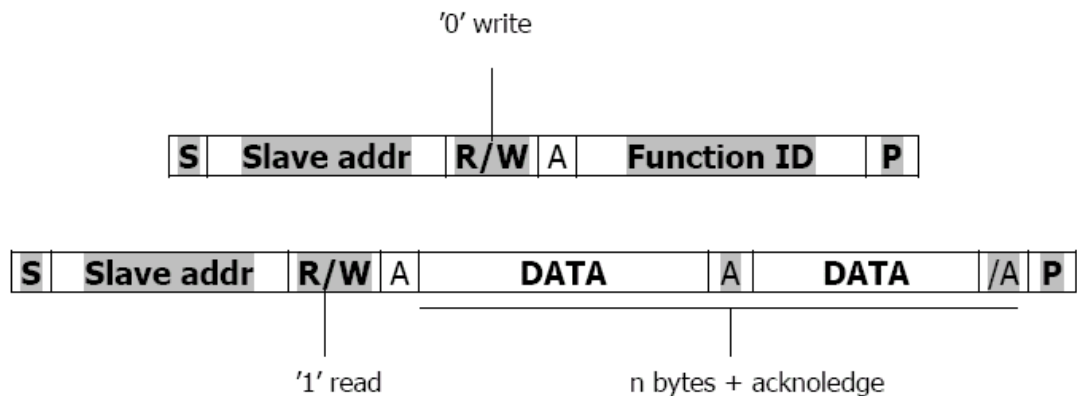 '0' write
S Slave addr R/W A Function ID P
S Slave addr R/W A DATA A DATA /A P
'1' read n bytes + acknoledge